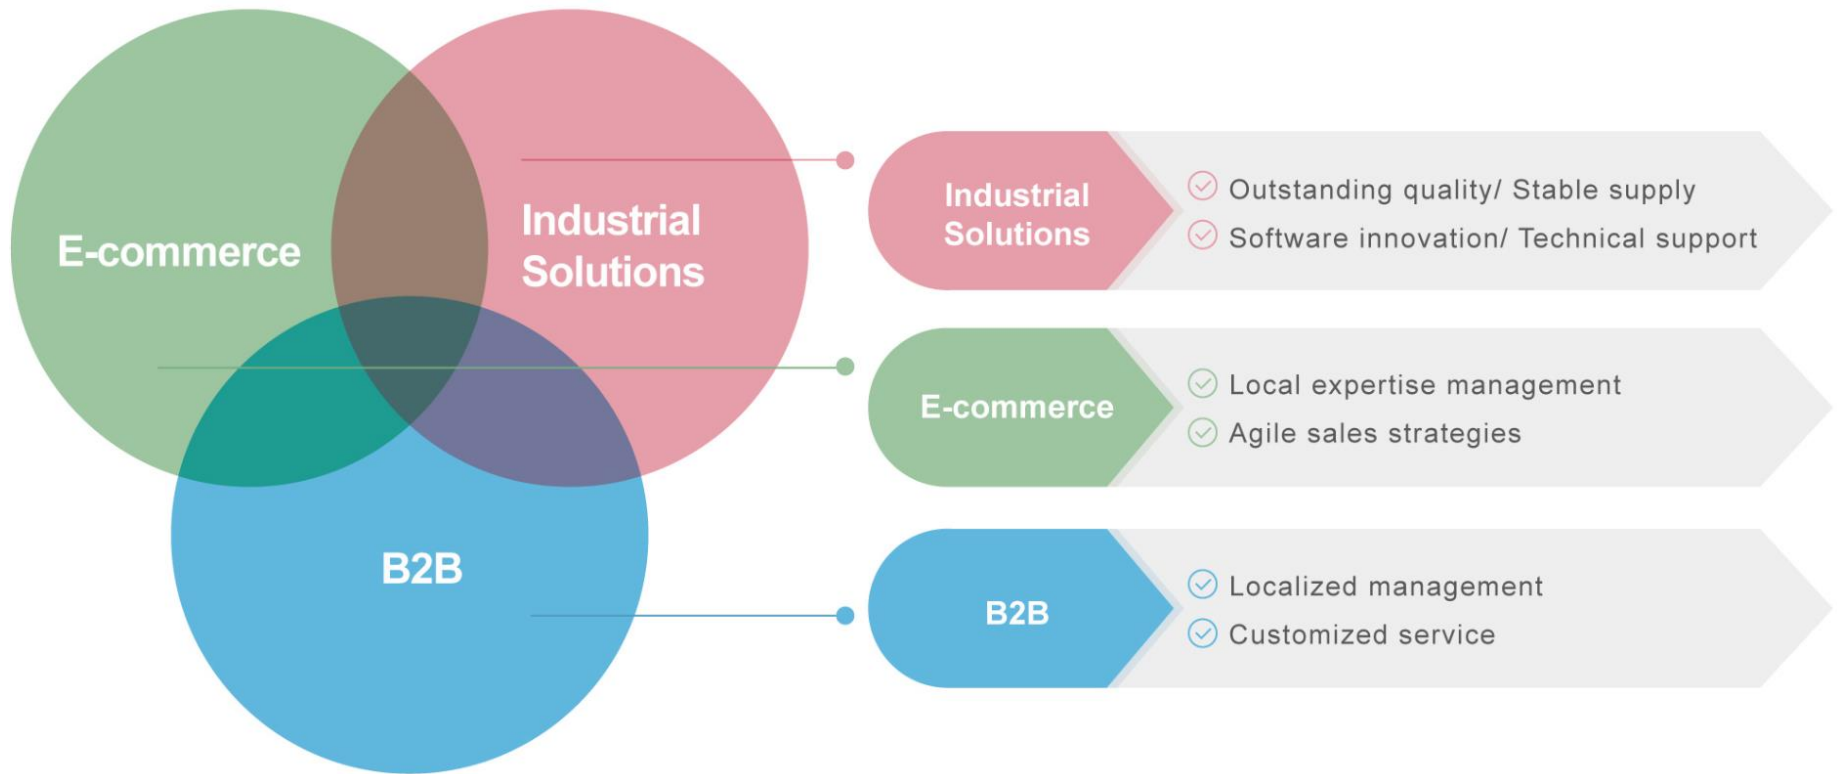 E-commerce
Industrial
Solutions
B2B
Industrial
Solutions
Outstanding quality/ Stable supply
Software innovation/ Technical support
E-commerce
Local expertise management
Agile sales strategies
B2B
Localized management
Customized service